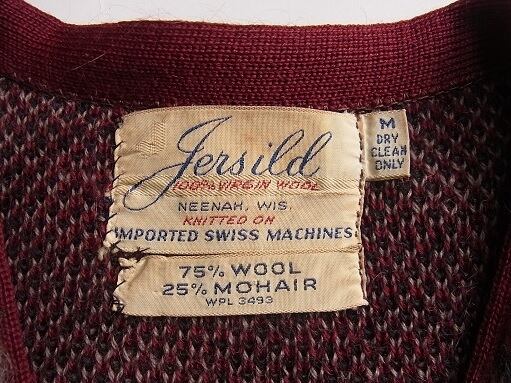 Jersild
100% VIRGIN WOOL
NEENAH, WIS.
KNITTED ON
IMPORTED SWISS MACHINES
75% WOOL
25% MOHAIR
WPL 3493
M
DRY
CLEAN
ONLY